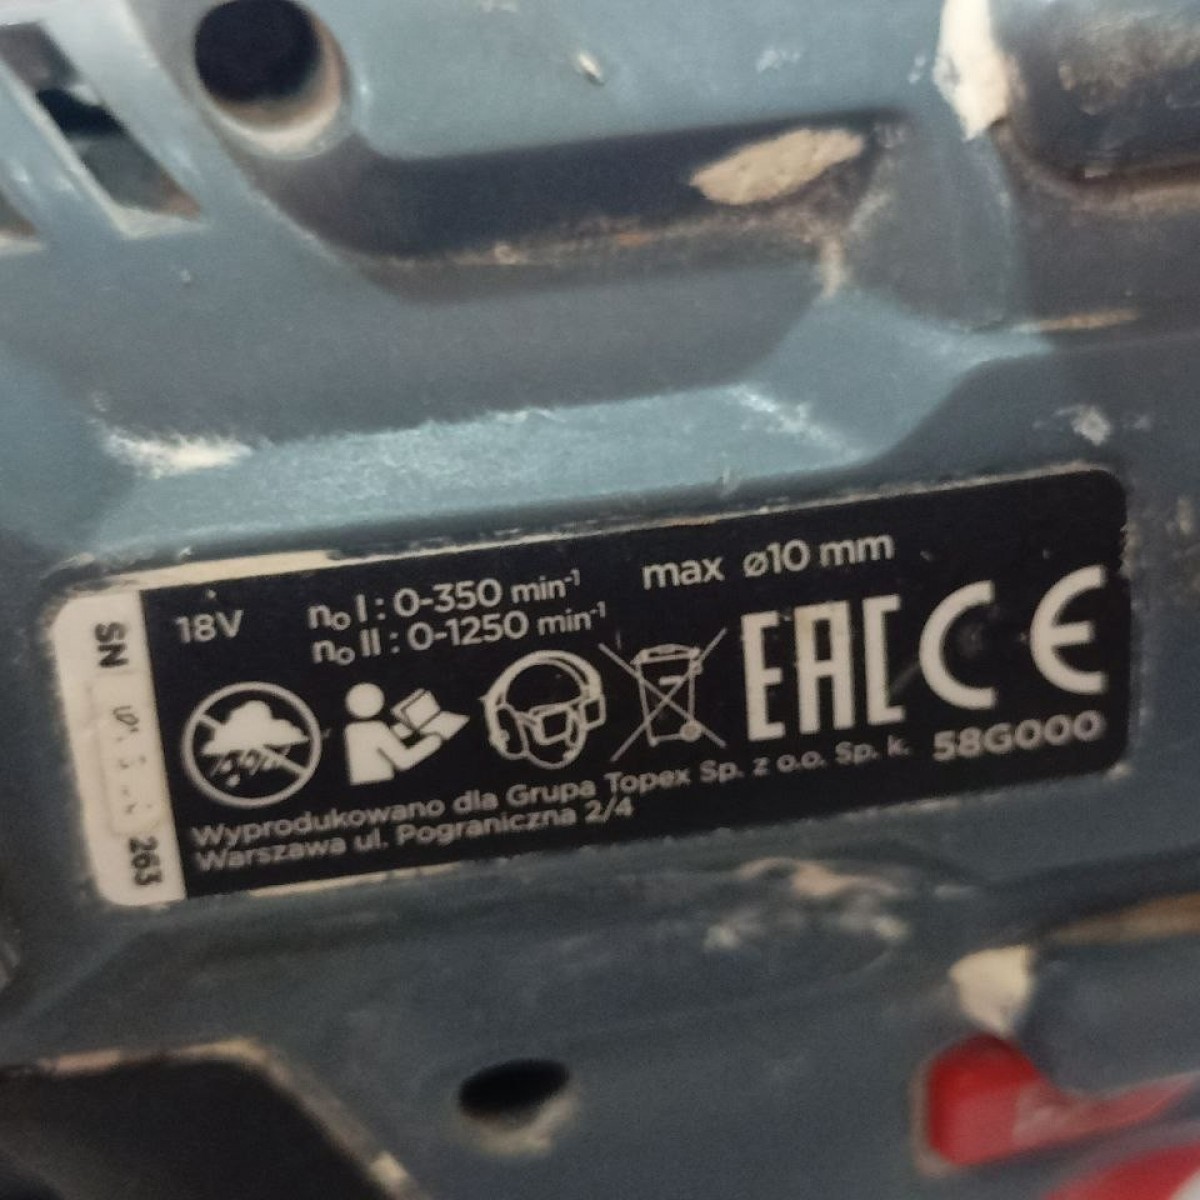 18V
n₀ I : 0-350 min⁻¹
n₀ II : 0-1250 min⁻¹
max ⌀10 mm
EAC CE
58G000
Wyprodukowano dla Grupa Topex Sp. z o.o. Sp. k.
Warszawa ul. Pograniczna 2/4
SN
263